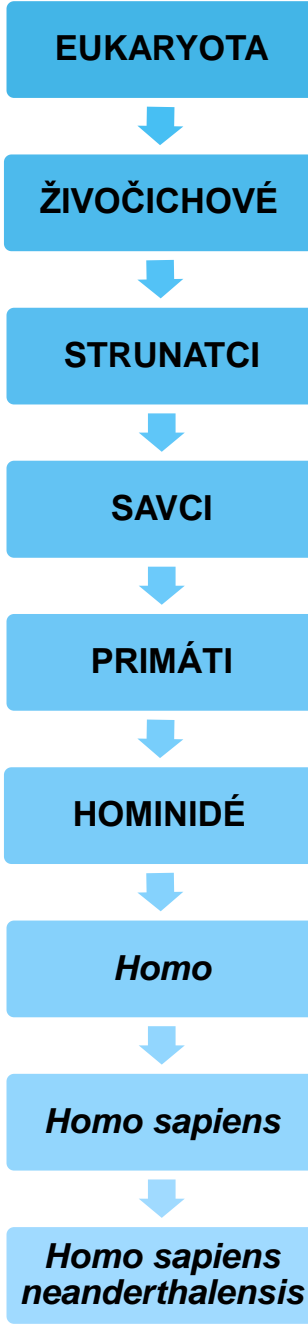 EUKARYOTA
ŽIVOČICHOVÉ
STRUNATCI
SAVCI
PRIMÁTI
HOMINIDÉ
Homo
Homo sapiens
Homo sapiens
neanderthalensis